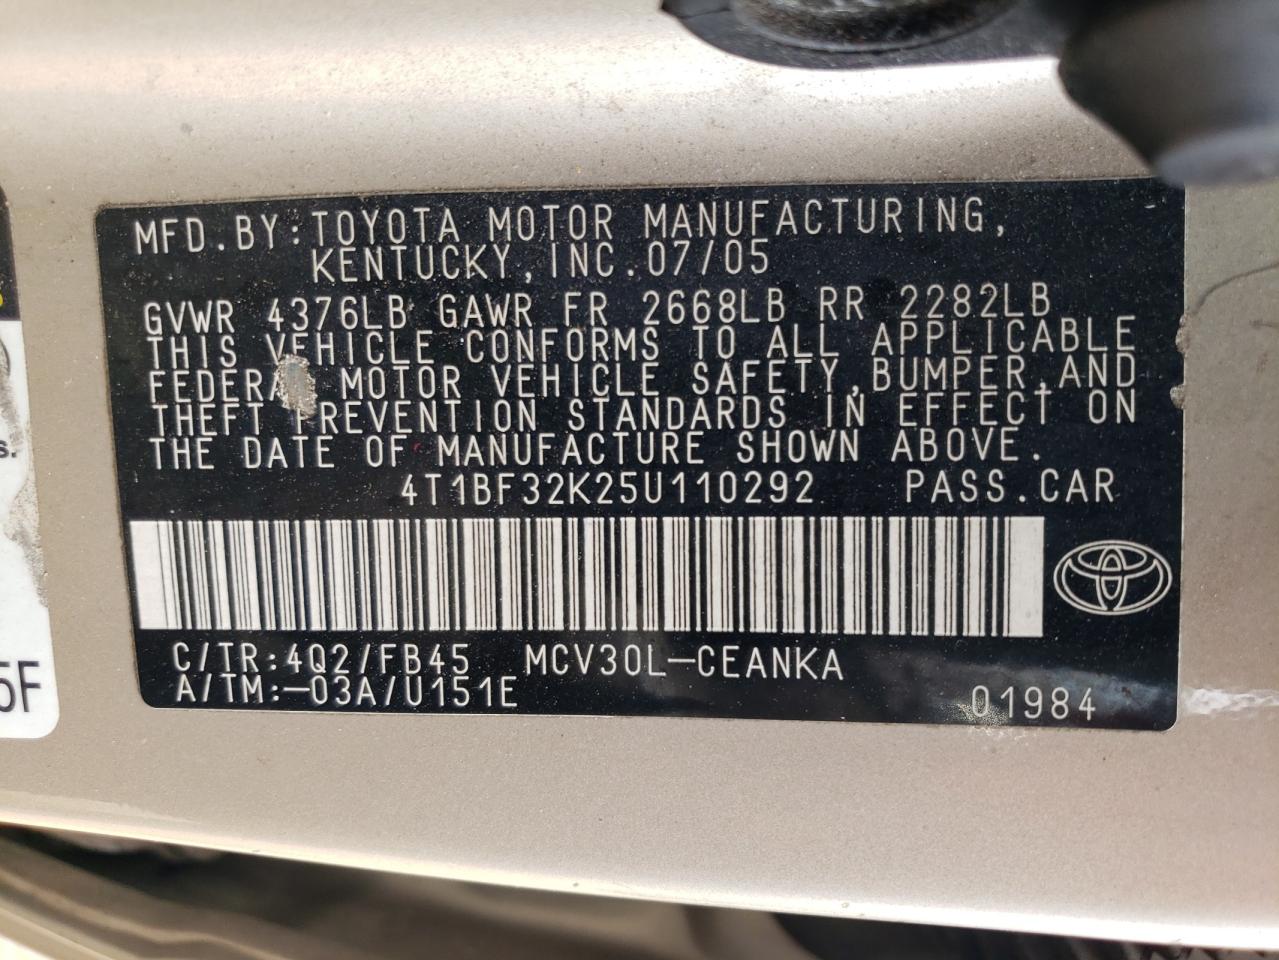 MFD.BY:TOYOTA MOTOR MANUFACTURING,
KENTUCKY,INC.07/05
GVWR 4376LB GAWR FR 2668LB RR 2282LB
THIS VEHICLE CONFORMS TO ALL APPLICABLE
MOTOR VEHICLE SAFETY,BUMPER,AND
THEFT PREVENTION STANDARDS IN EFFECT ON
THE DATE OF MANUFACTURE SHOWN ABOVE.
4T1BF32K25U110292 PASS.CAR
C/TR:4Q2/FB45 MCV30L-CEANKA
A/TM:-03A/U151E
01984
s.
5F